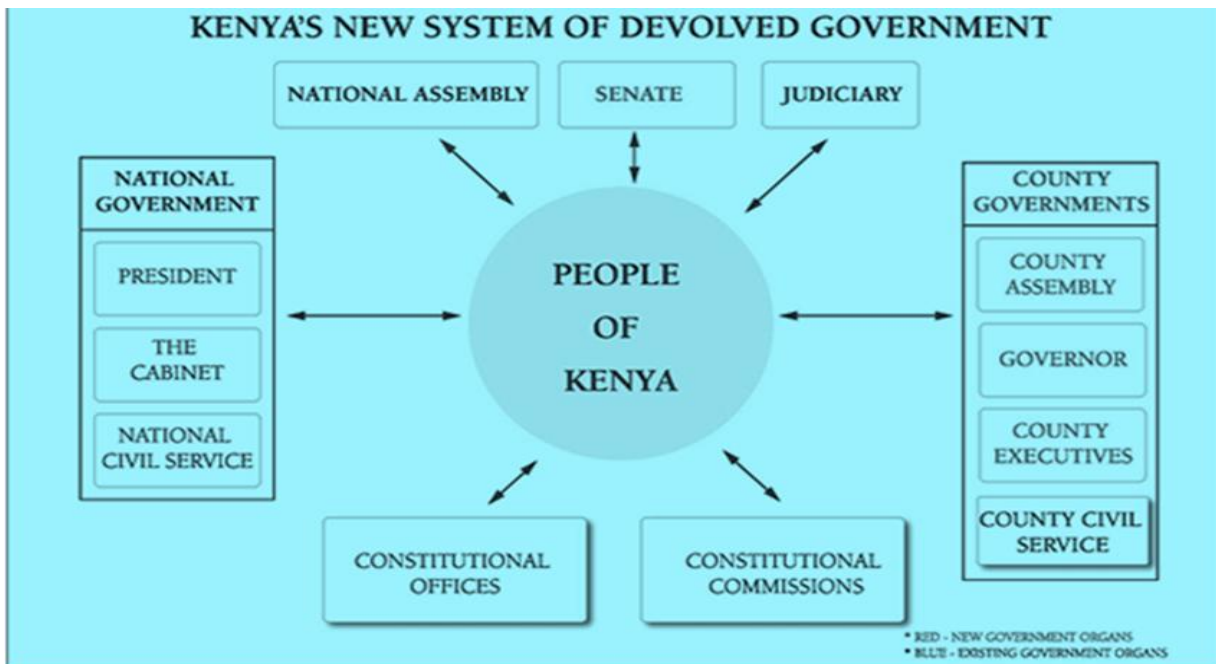 KENYA'S NEW SYSTEM OF DEVOLVED GOVERNMENT
NATIONAL ASSEMBLY
SENATE
JUDICIARY
NATIONAL
GOVERNMENT
PRESIDENT
THE
CABINET
NATIONAL
CIVIL SERVICE
PEOPLE
OF
KENYA
COUNTY
GOVERNMENTS
COUNTY
ASSEMBLY
GOVERNOR
COUNTY
EXECUTIVES
COUNTY CIVIL
SERVICE
CONSTITUTIONAL
OFFICES
CONSTITUTIONAL
COMMISSIONS
* RED - NEW GOVERNMENT ORGANS
* BLUE - EXISTING GOVERNMENT ORGANS